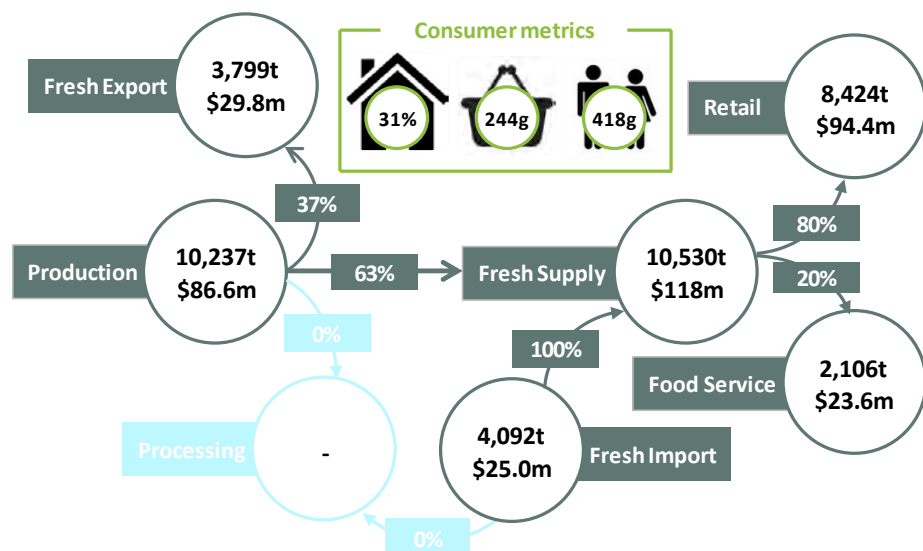 Consumer metrics
31%
244g
418g
Fresh Export
3,799t
$29.8m
Retail
8,424t
$94.4m
37%
80%
Production
10,237t
$86.6m
63%
Fresh Supply
10,530t
$118m
20%
0%
100%
Food Service
2,106t
$23.6m
Processing
-
4,092t
$25.0m
Fresh Import
0%